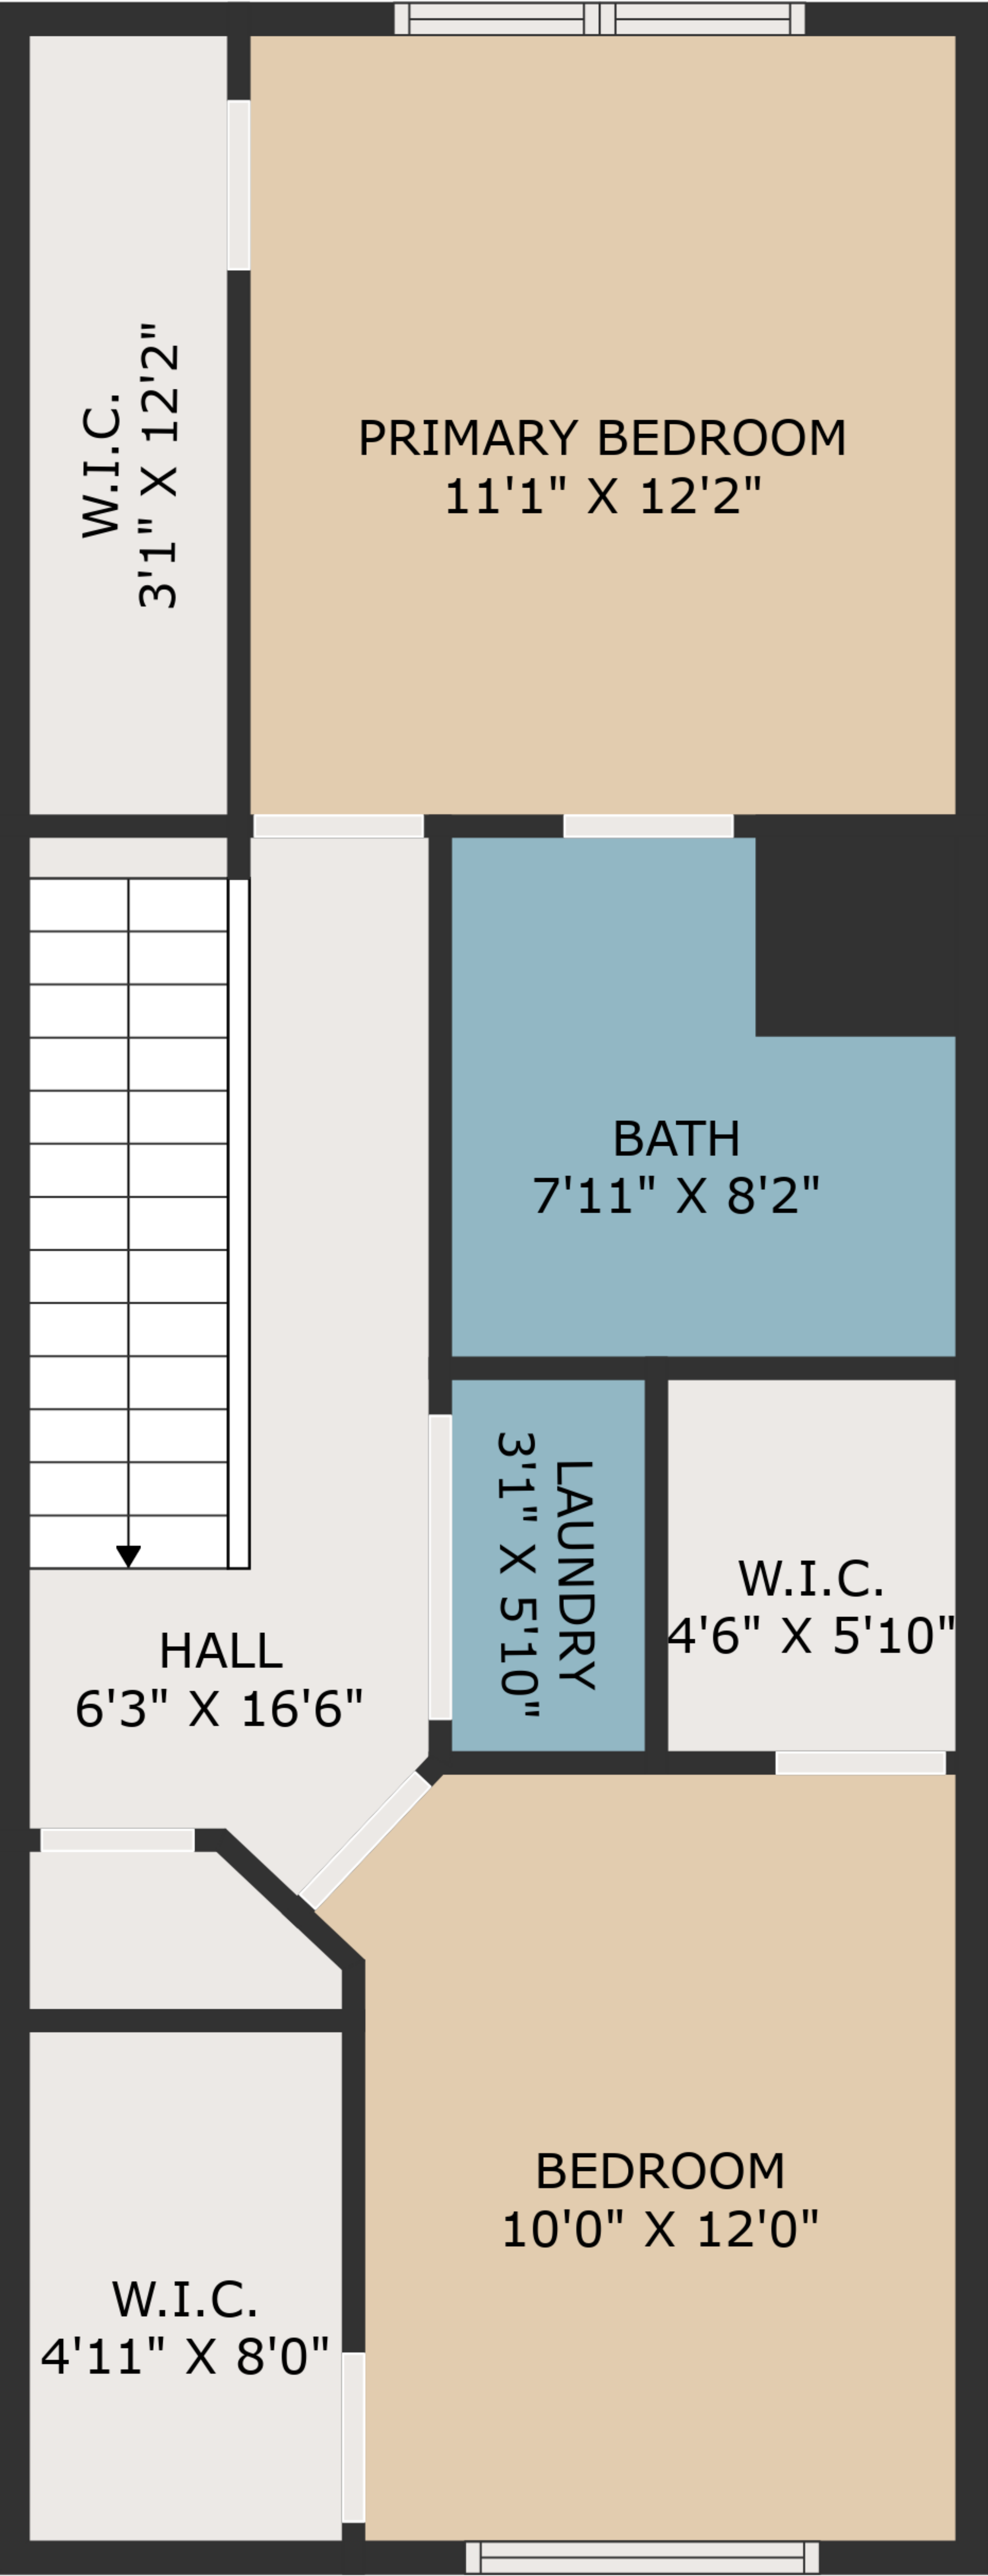 W.I.C.
3'1" X 12'2"
PRIMARY BEDROOM
11'1" X 12'2"
BATH
7'11" X 8'2"
LAUNDRY
3'1" X 5'10"
W.I.C.
4'6" X 5'10"
HALL
6'3" X 16'6"
BEDROOM
10'0" X 12'0"
W.I.C.
4'11" X 8'0"